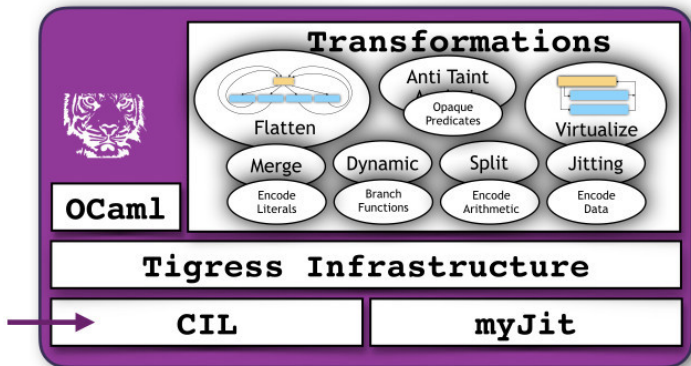 Transformations
Anti Taint
Opaque
Predicates
Flatten
Virtualize
Merge
Dynamic
Split
Jitting
Encode
Literals
Branch
Functions
Encode
Arithmetic
Encode
Data
OCaml
Tigress Infrastructure
CIL
myJit